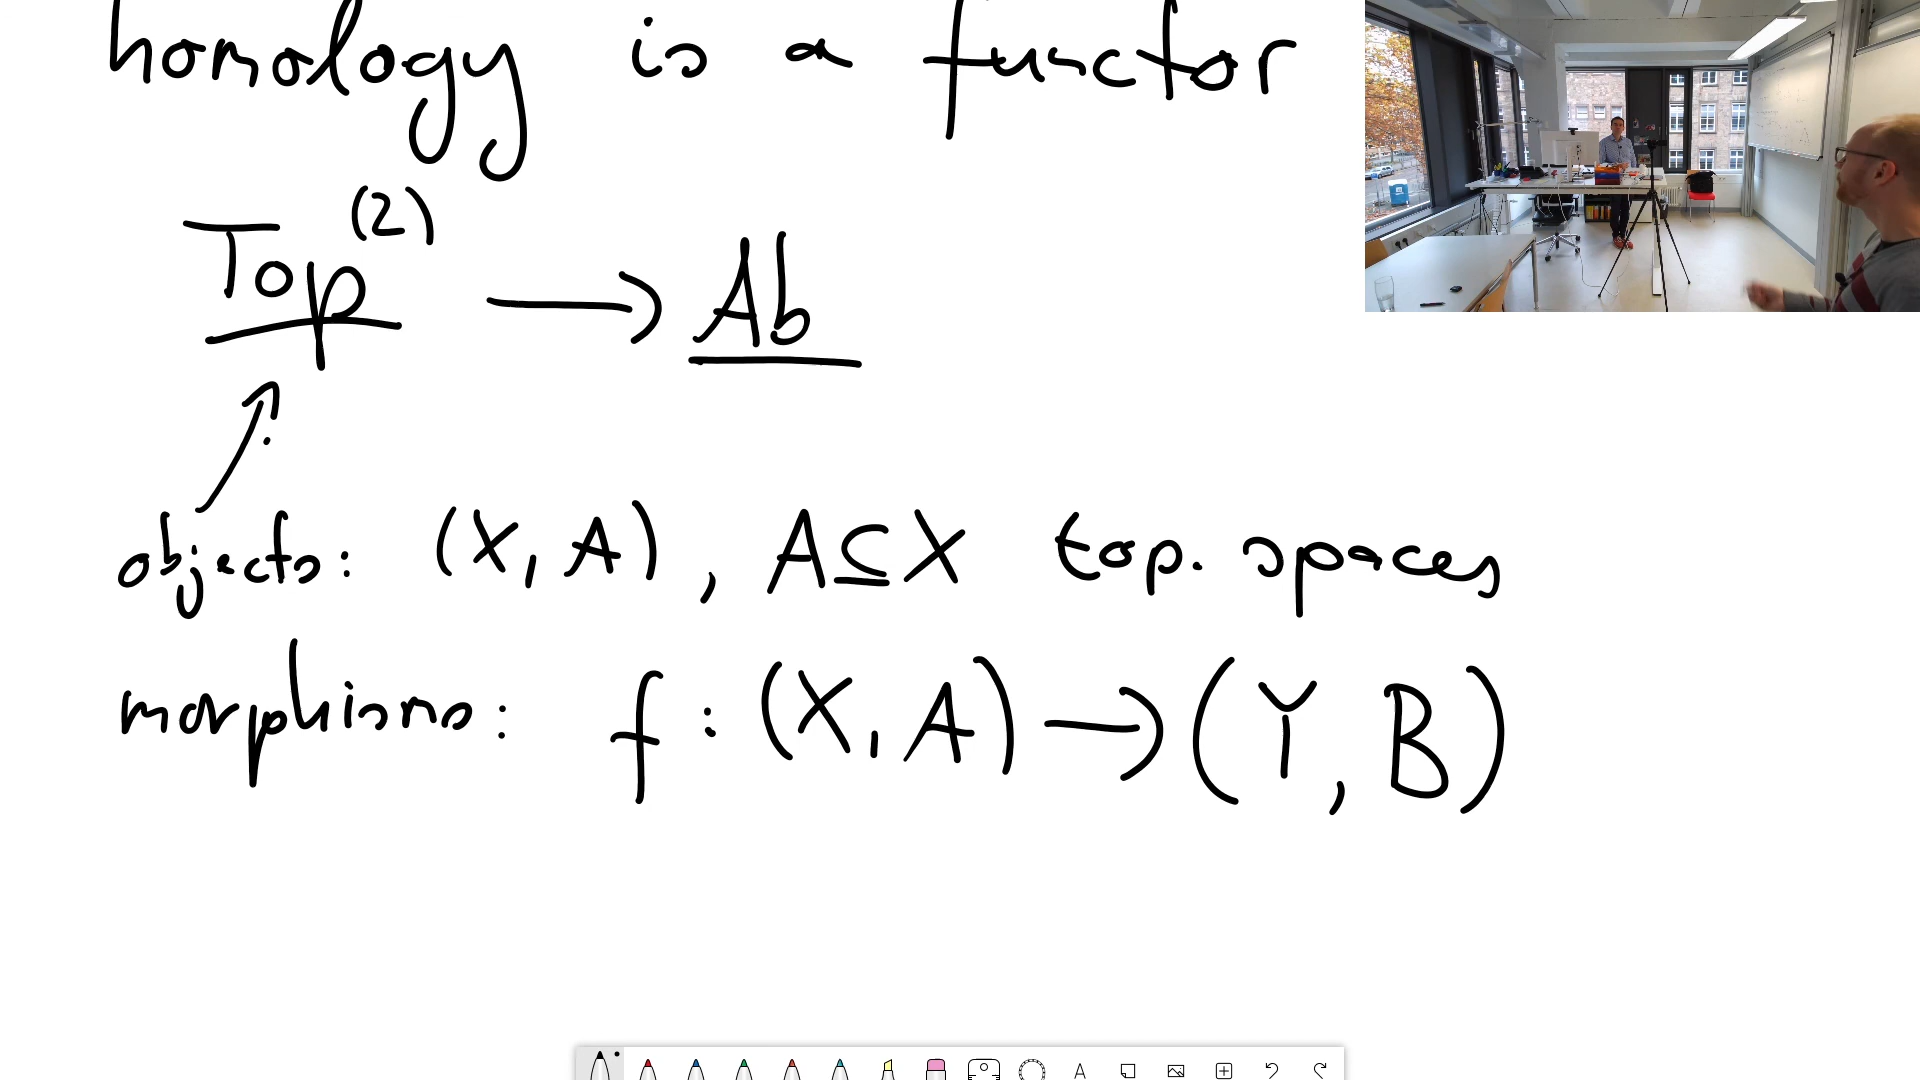 homology is a functor
Top⁽²⁾ → Ab
objects: (X, A), A⊆X top. spaces
morphisms: f : (X, A) → (Y, B)